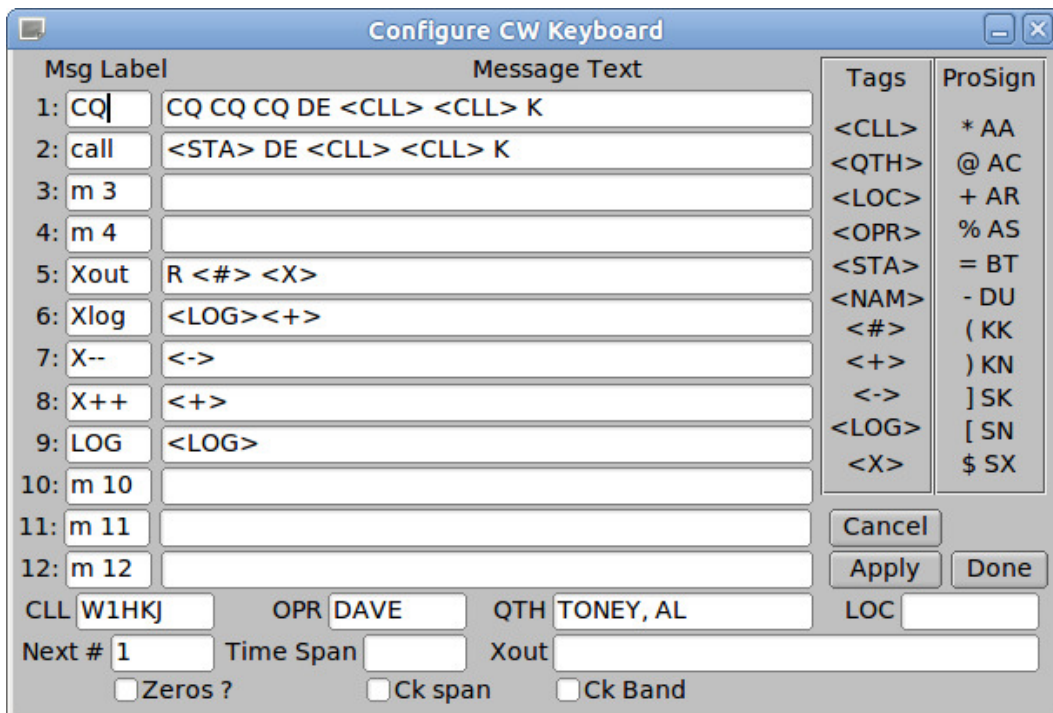 Configure CW Keyboard
Msg Label Message Text Tags ProSign
1: CQ CQ CQ CQ DE <CLL> <CLL> K
2: call <STA> DE <CLL> <CLL> K
3: m 3
4: m 4
5: Xout R <#> <X>
6: Xlog <LOG><+>
7: X-- <->
8: X++ <+>
9: LOG <LOG>
10: m 10
11: m 11
12: m 12
<CLL> * AA
<QTH> @ AC
<LOC> + AR
<OPR> % AS
<STA> = BT
<NAM> - DU
<#> ( KK
<+> ) KN
<-> ] SK
<LOG> [ SN
<X> $ SX
Cancel
Apply Done
CLL W1HKJ OPR DAVE QTH TONEY, AL LOC
Next # 1 Time Span Xout
Zeros ? Ck span Ck Band